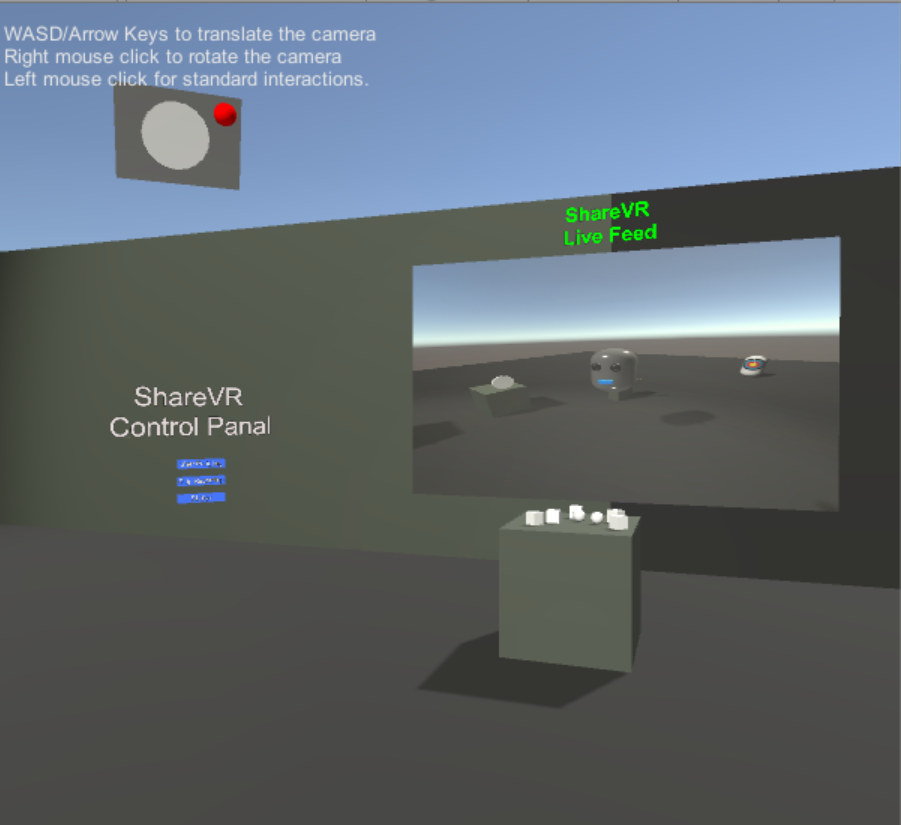 WASD/Arrow Keys to translate the camera
Right mouse click to rotate the camera
Left mouse click for standard interactions.
ShareVR
Live Feed
ShareVR
Control Panal